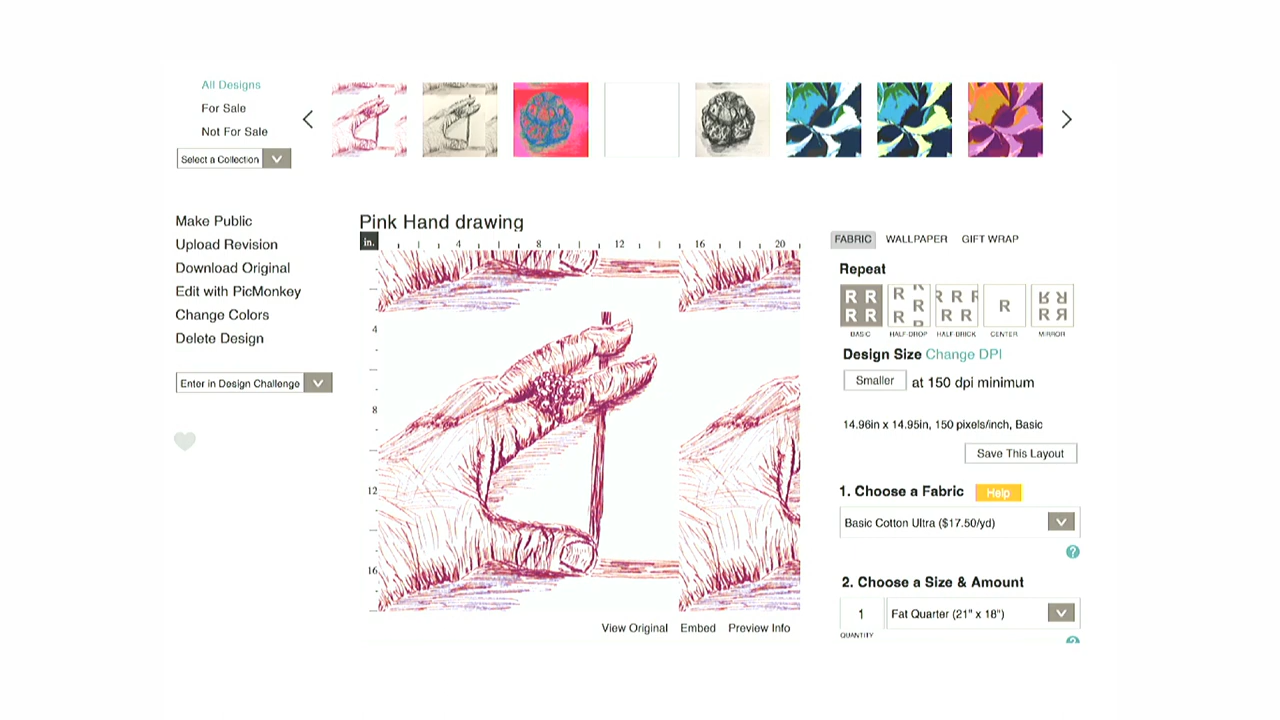 All Designs
For Sale
Not For Sale
Select a Collection
Make Public
Upload Revision
Download Original
Edit with PicMonkey
Change Colors
Delete Design
Enter in Design Challenge
Pink Hand drawing
in.
4 8 12 16 20
4
8
12
16
View Original Embed Preview Info
FABRIC WALLPAPER GIFT WRAP
Repeat
R R R R R R R R R R
R R R R R R R R
BASIC HALF-DROP HALF-BRICK CENTER MIRROR
Design Size Change DPI
Smaller at 150 dpi minimum
14.96in x 14.95in, 150 pixels/inch, Basic
Save This Layout
1. Choose a Fabric Help
Basic Cotton Ultra ($17.50/yd)
?
2. Choose a Size & Amount
1 Fat Quarter (21" x 18")
QUANTITY
?